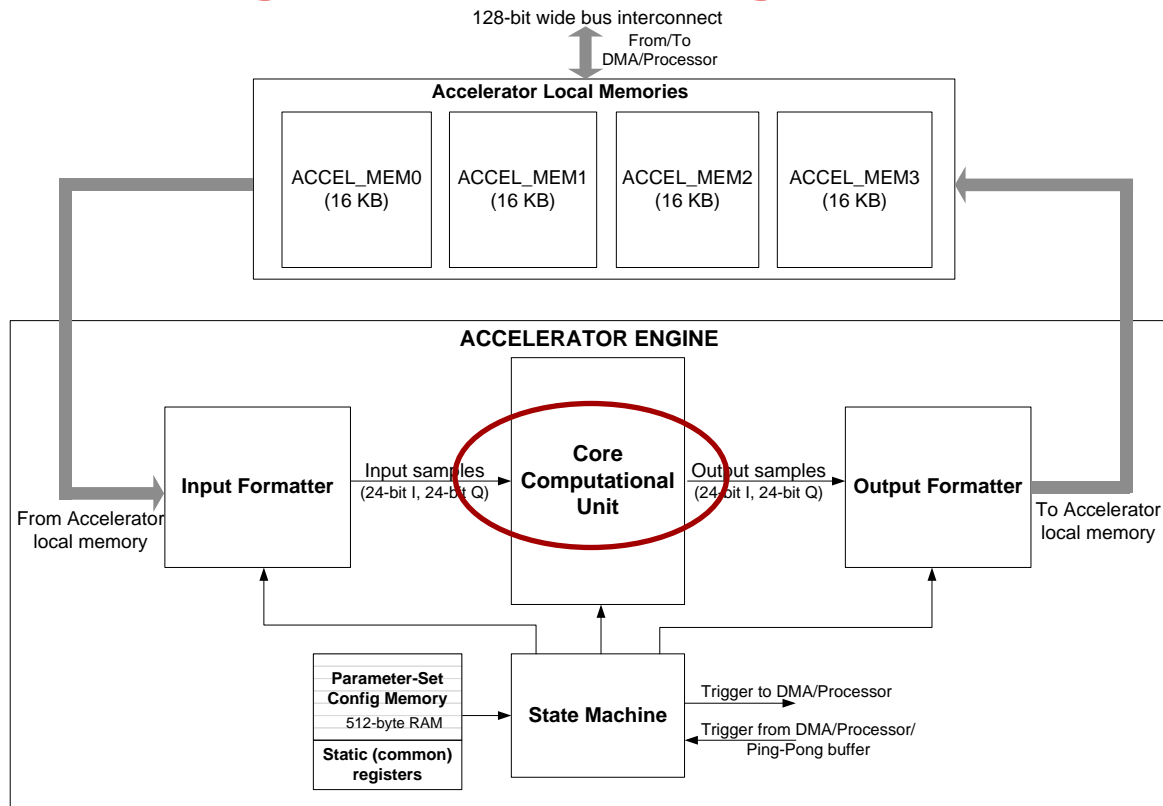 128-bit wide bus interconnect
From/To
DMA/Processor
Accelerator Local Memories
ACCEL_MEM0
(16 KB)
ACCEL_MEM1
(16 KB)
ACCEL_MEM2
(16 KB)
ACCEL_MEM3
(16 KB)
ACCELERATOR ENGINE
Input Formatter
Input samples
(24-bit I, 24-bit Q)
Core
Computational
Unit
Output samples
(24-bit I, 24-bit Q)
Output Formatter
From Accelerator
local memory
To Accelerator
local memory
Parameter-Set
Config Memory
512-byte RAM
Static (common)
registers
State Machine
Trigger to DMA/Processor
Trigger from DMA/Processor/
Ping-Pong buffer